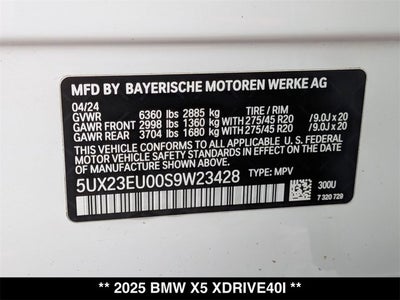 MFD BY BAYERISCHE MOTOREN WERKE AG
04/24
GVWR 6360 lbs 2885 kg TIRE / RIM
GAWR FRONT 2998 lbs 1360 kg WITH 275/45 R20 / 9.0J x 20
GAWR REAR 3704 lbs 1680 kg WITH 275/45 R20 / 9.0J x 20
THIS VEHICLE CONFORMS TO ALL APPLICABLE U.S. FEDERAL
MOTOR VEHICLE SAFETY STANDARDS IN EFFECT ON THE DATE
OF MANUFACTURE SHOWN ABOVE.
5UX23EU00S9W23428 TYPE: MPV
300U
7 320 729
** 2025 BMW X5 XDRIVE40I **